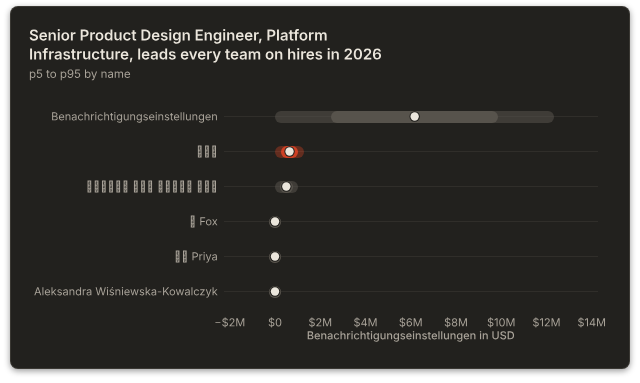 Senior Product Design Engineer, Platform
Infrastructure, leads every team on hires in 2026
p5 to p95 by name
Benachrichtigungseinstellungen
Fox
Priya
Aleksandra Wiśniewska-Kowalczyk
−$2M $0 $2M $4M $6M $8M $10M $12M $14M
Benachrichtigungseinstellungen in USD